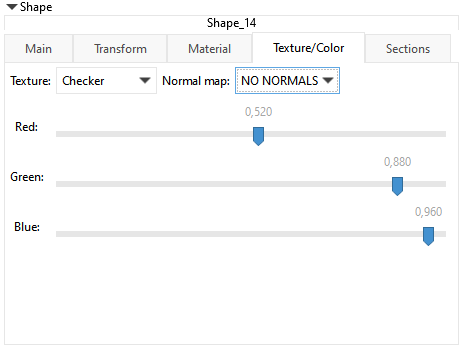 Shape
Shape_14
Main Transform Material Texture/Color Sections
Texture: Checker Normal map: NO NORMALS
0,520
Red:
0,880
Green:
0,960
Blue: